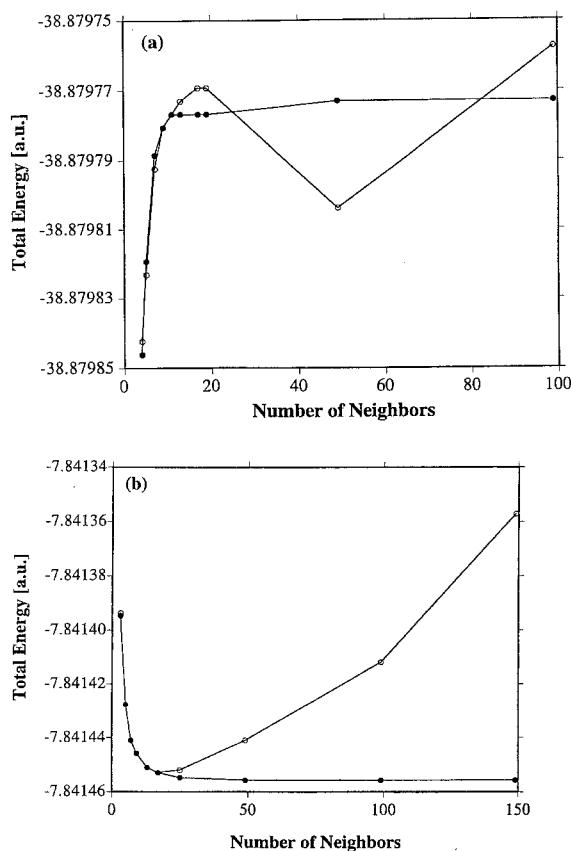 (a)
Total Energy [a.u.]
-38.87975
-38.87977
-38.87979
-38.87981
-38.87983
-38.87985
0 20 40 60 80 100
Number of Neighbors
(b)
Total Energy [a.u.]
-7.84134
-7.84136
-7.84138
-7.84140
-7.84142
-7.84144
-7.84146
0 50 100 150
Number of Neighbors